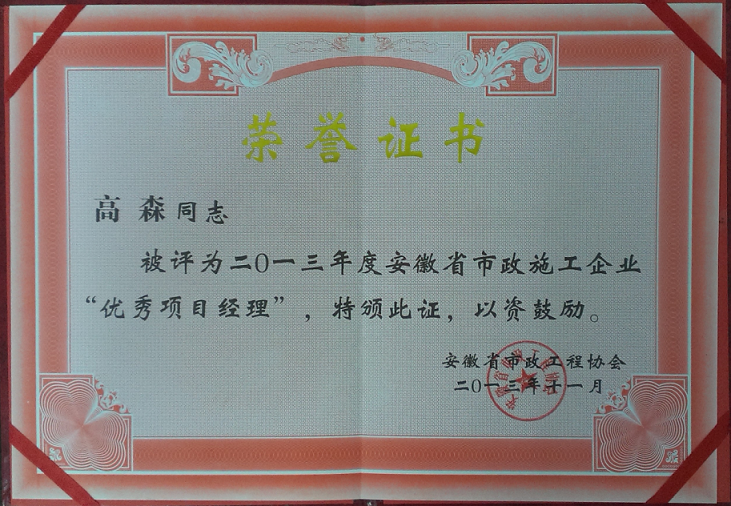 荣誉证书
高森同志
被评为二〇一三年度安徽省市政施工企业
“优秀项目经理”，特颁此证，以资鼓励。
安徽省市政工程协会
二〇一三年十一月